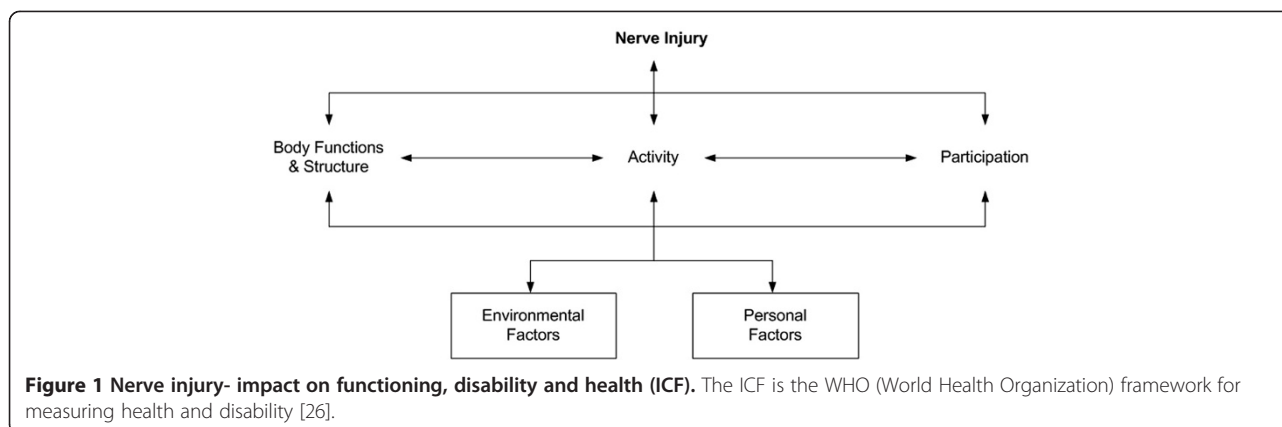 Nerve Injury
Body Functions
& Structure
Activity
Participation
Environmental
Factors
Personal
Factors
Figure 1 Nerve injury- impact on functioning, disability and health (ICF). The ICF is the WHO (World Health Organization) framework for
measuring health and disability [26].